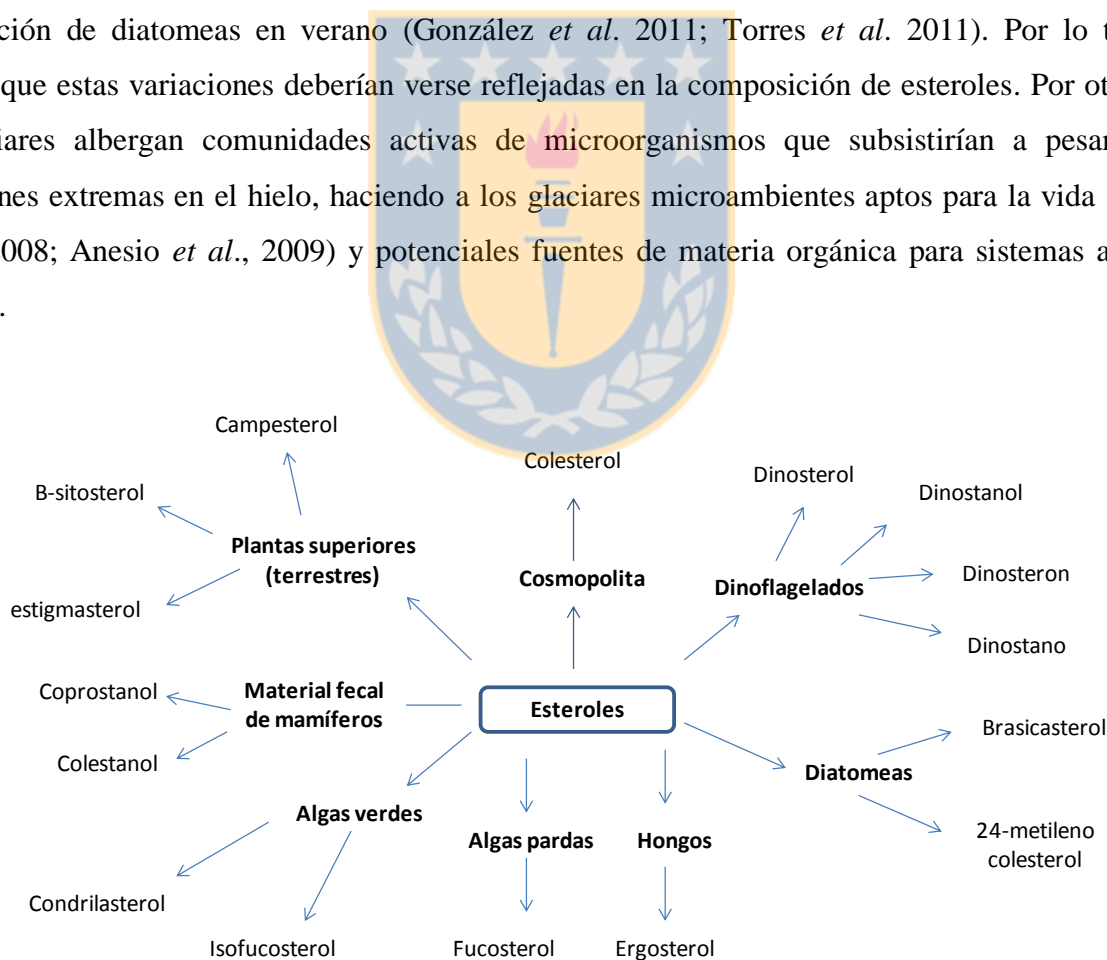 ción de diatomeas en verano (González et al. 2011; Torres et al. 2011). Por lo t
que estas variaciones deberían verse reflejadas en la composición de esteroles. Por ot
iares albergan comunidades activas de microorganismos que subsistirían a pesar
nes extremas en el hielo, haciendo a los glaciares microambientes aptos para la vida
008; Anesio et al., 2009) y potenciales fuentes de materia orgánica para sistemas a
.
Campesterol
Colesterol
Dinosterol
B-sitosterol
Dinostanol
Plantas superiores
(terrestres)
Cosmopolita
Dinoflagelados
Dinosteron
estigmasterol
Dinostano
Coprostanol
Material fecal
de mamíferos
Esteroles
Brasicasterol
Colestanol
Diatomeas
Algas verdes
Algas pardas
Hongos
24-metileno
colesterol
Condrilasterol
Isofucosterol
Fucosterol
Ergosterol